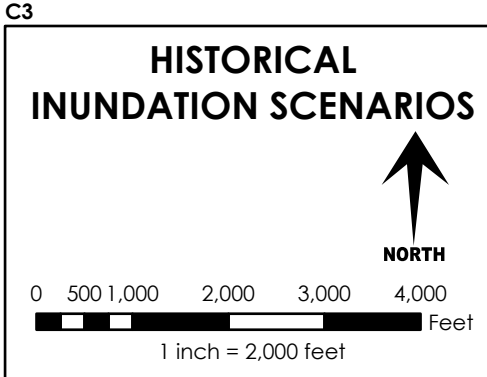 C3
HISTORICAL
INUNDATION SCENARIOS
NORTH
0 500 1,000 2,000 3,000 4,000
Feet
1 inch = 2,000 feet